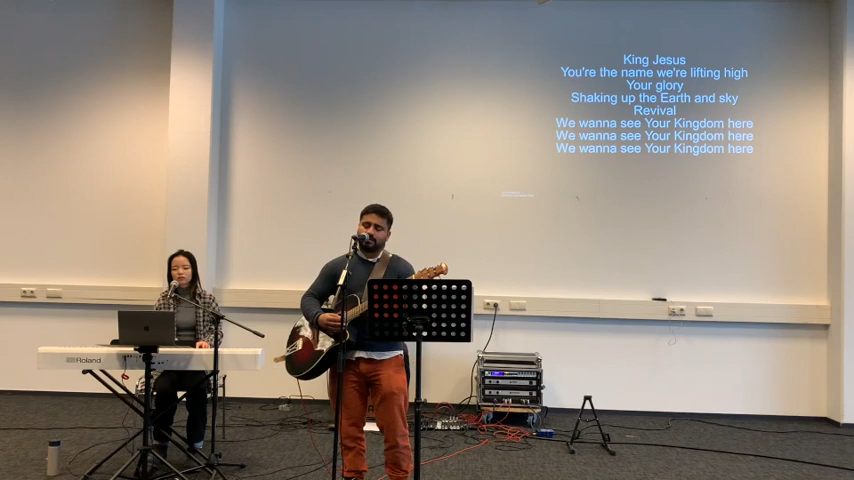 King Jesus
You're the name we're lifting high
Your glory
Shaking up the Earth and sky
Revival
We wanna see Your Kingdom here
We wanna see Your Kingdom here
We wanna see Your Kingdom here
Roland